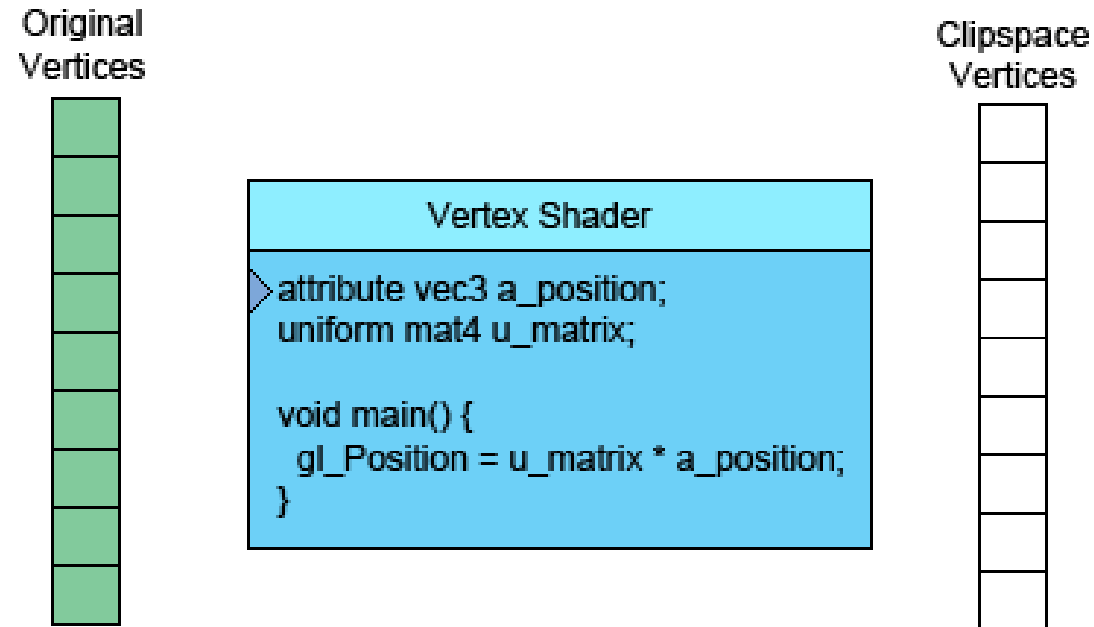 Original
Vertices
Clipspace
Vertices
Vertex Shader
attribute vec3 a_position;
uniform mat4 u_matrix;
void main() {
gl_Position = u_matrix * a_position;
}